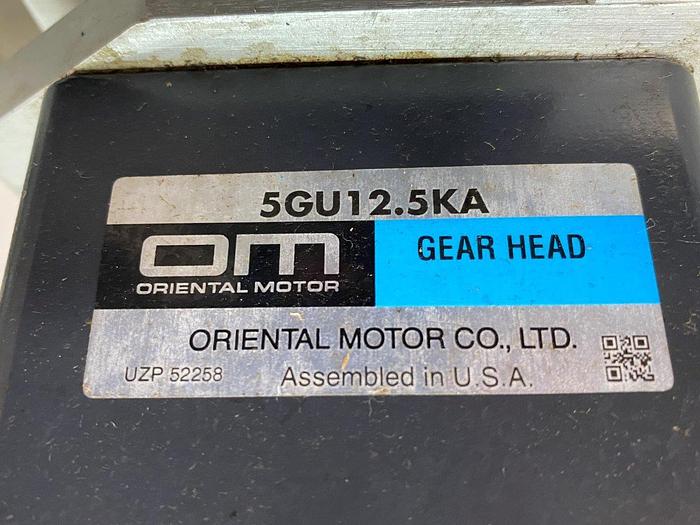 5GU12.5KA
om
ORIENTAL MOTOR
GEAR HEAD
ORIENTAL MOTOR CO., LTD.
UZP 52258
Assembled in U.S.A.